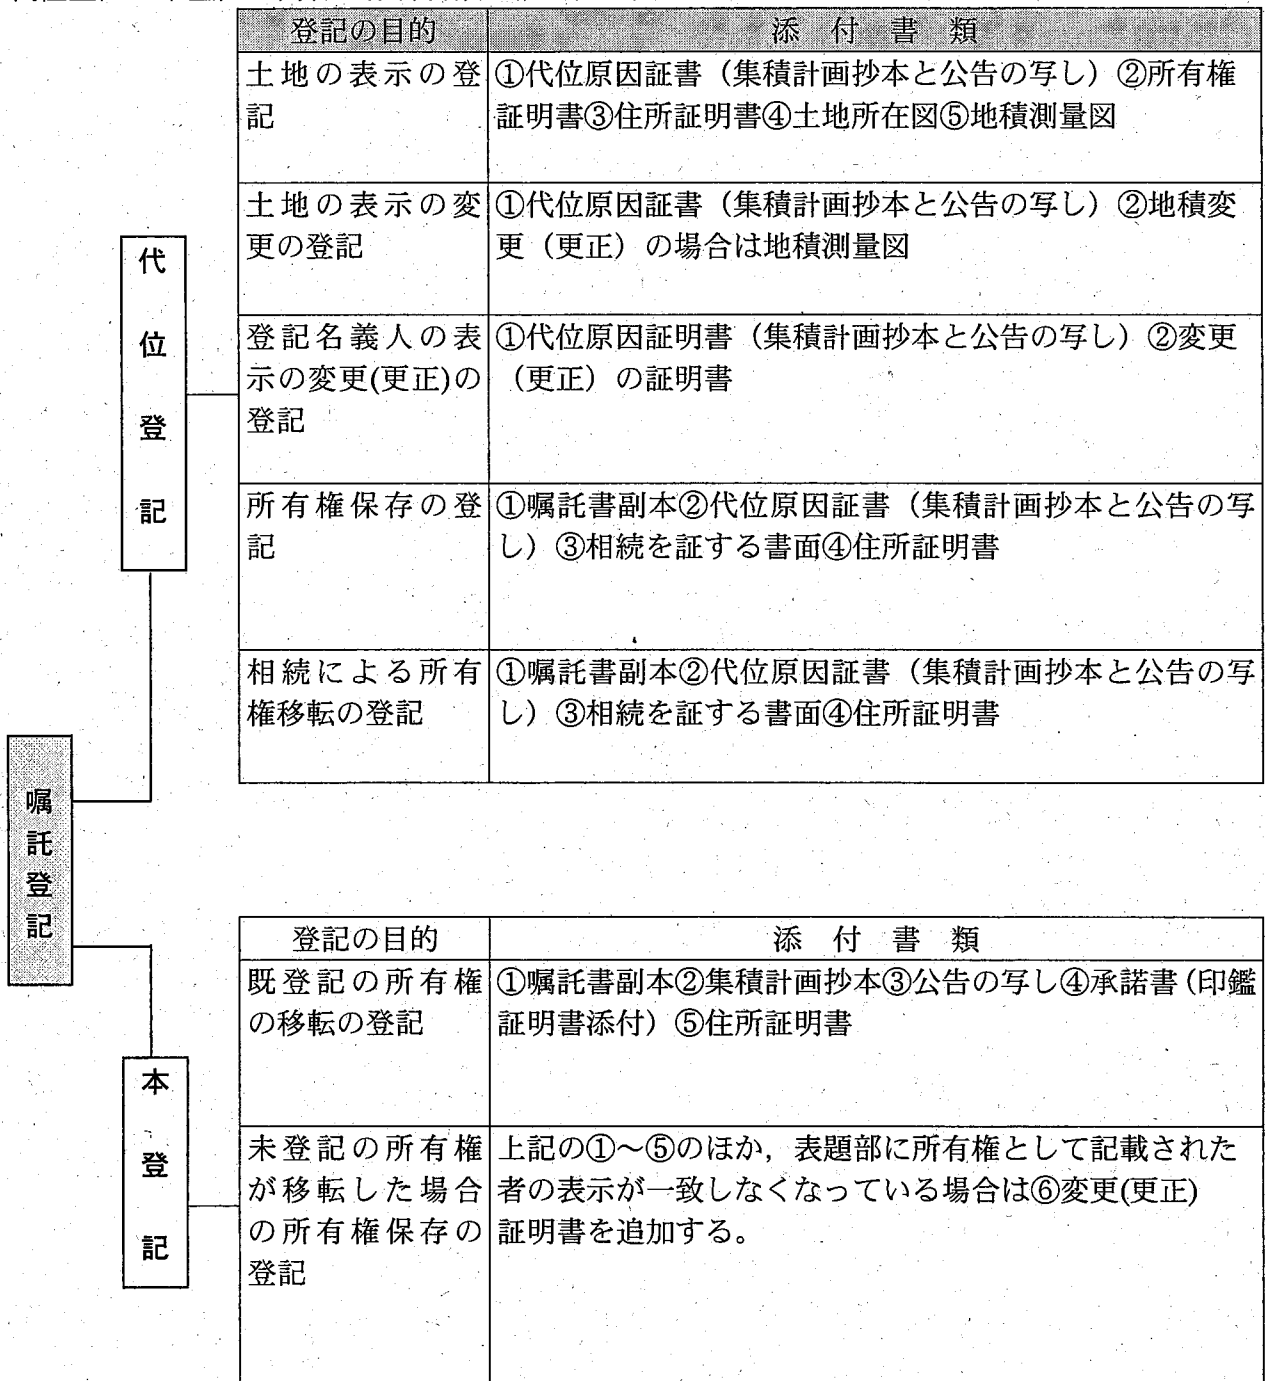 登記の目的 添付書類
土地の表示の登 ①代位原因証書（集積計画抄本と公告の写し）②所有権
記 証明書③住所証明書④土地所在図⑤地積測量図
土地の表示の変 ①代位原因証書（集積計画抄本と公告の写し）②地積変
更の登記 更（更正）の場合は地積測量図
登記名義人の表 ①代位原因証明書（集積計画抄本と公告の写し）②変更
示の変更(更正)の （更正）の証明書
登記
所有権保存の登 ①嘱託書副本②代位原因証書（集積計画抄本と公告の写
記 し）③相続を証する書面④住所証明書
相続による所有 ①嘱託書副本②代位原因証書（集積計画抄本と公告の写
権移転の登記 し）③相続を証する書面④住所証明書
代位登記
嘱託登記
登記の目的 添付書類
既登記の所有権 ①嘱託書副本②集積計画抄本③公告の写し④承諾書(印鑑
の移転の登記 証明書添付）⑤住所証明書
未登記の所有権 上記の①～⑤のほか，表題部に所有権として記載された
が移転した場合 者の表示が一致しなくなっている場合は⑥変更(更正)
の所有権保存の 証明書を追加する。
登記
本登記